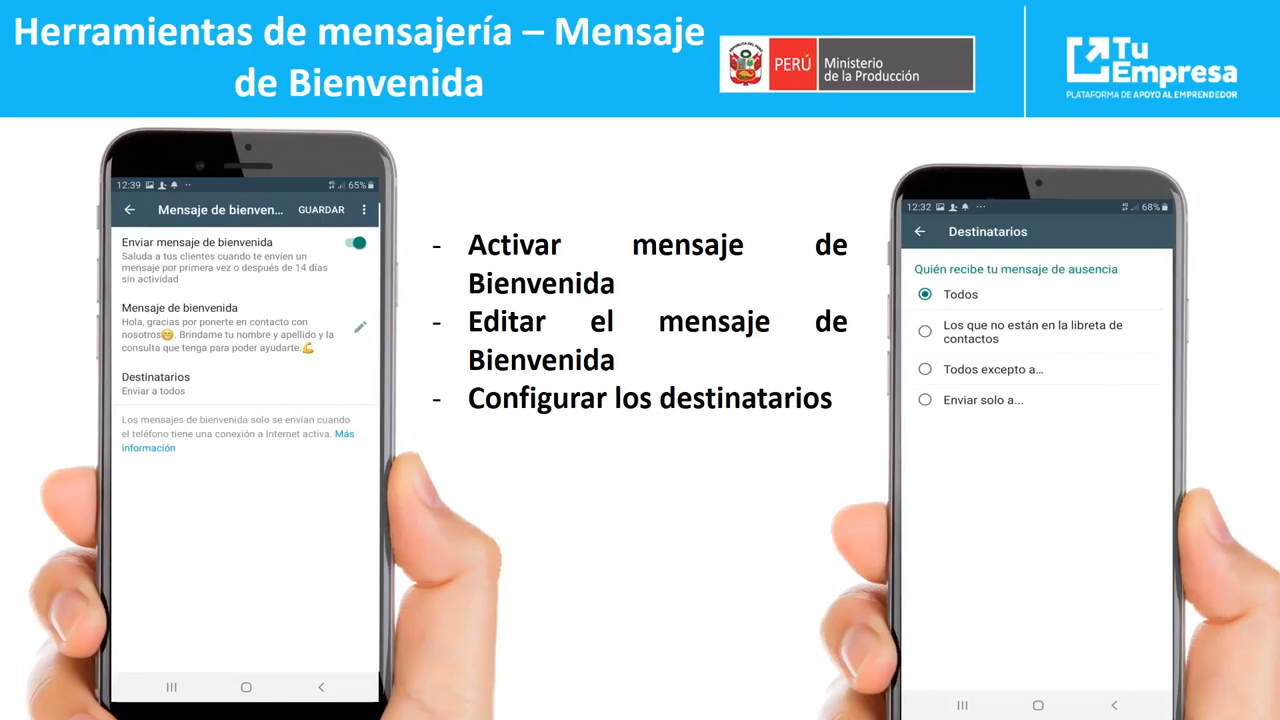 Herramientas de mensajería – Mensaje
de Bienvenida
PERÚ
Ministerio
de la Producción
Tu
Empresa
PLATAFORMA DE APOYO AL EMPRENDEDOR
12:39
65%
Mensaje de bienven...
GUARDAR
Enviar mensaje de bienvenida
Saluda a tus clientes cuando te envíen un
mensaje por primera vez o después de 14 días
sin actividad
Mensaje de bienvenida
Hola, gracias por ponerte en contacto con
nosotros😁. Bríndame tu nombre y apellido y la
consulta que tenga para poder ayudarte.💪
Destinatarios
Enviar a todos
Los mensajes de bienvenida solo se envían cuando
el teléfono tiene una conexión a Internet activa. Más
información
- Activar mensaje de
Bienvenida
- Editar el mensaje de
Bienvenida
- Configurar los destinatarios
12:32
68%
Destinatarios
Quién recibe tu mensaje de ausencia
Todos
Los que no están en la libreta de
contactos
Todos excepto a...
Enviar solo a...